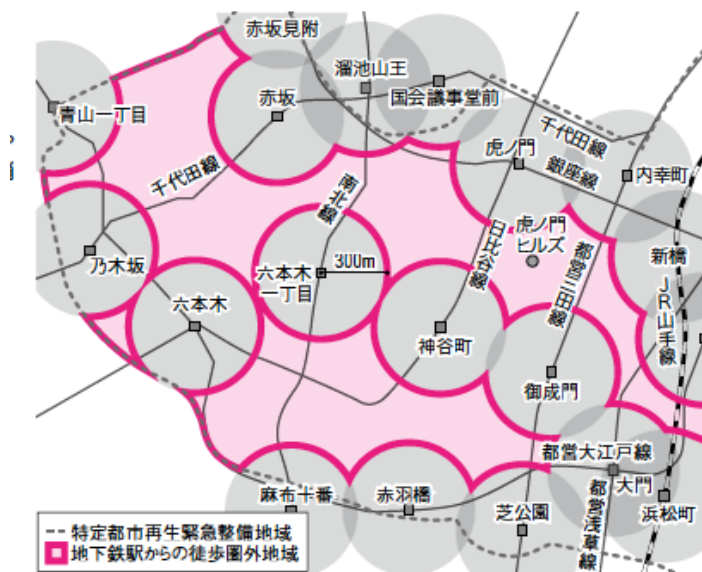 赤坂見附
溜池山王
国会議事堂前
青山一丁目
赤坂
千代田線
虎ノ門
千代田線
銀座線
内幸町
南北線
日比谷線
虎ノ門
ヒルズ
都営三田線
新橋
JR山手線
乃木坂
六本木
一丁目
300m
六本木
神谷町
御成門
都営大江戸線
大門
麻布十番
赤羽橋
芝公園
都営浅草線
浜松町
特定都市再生緊急整備地域
地下鉄駅からの徒歩圏外地域